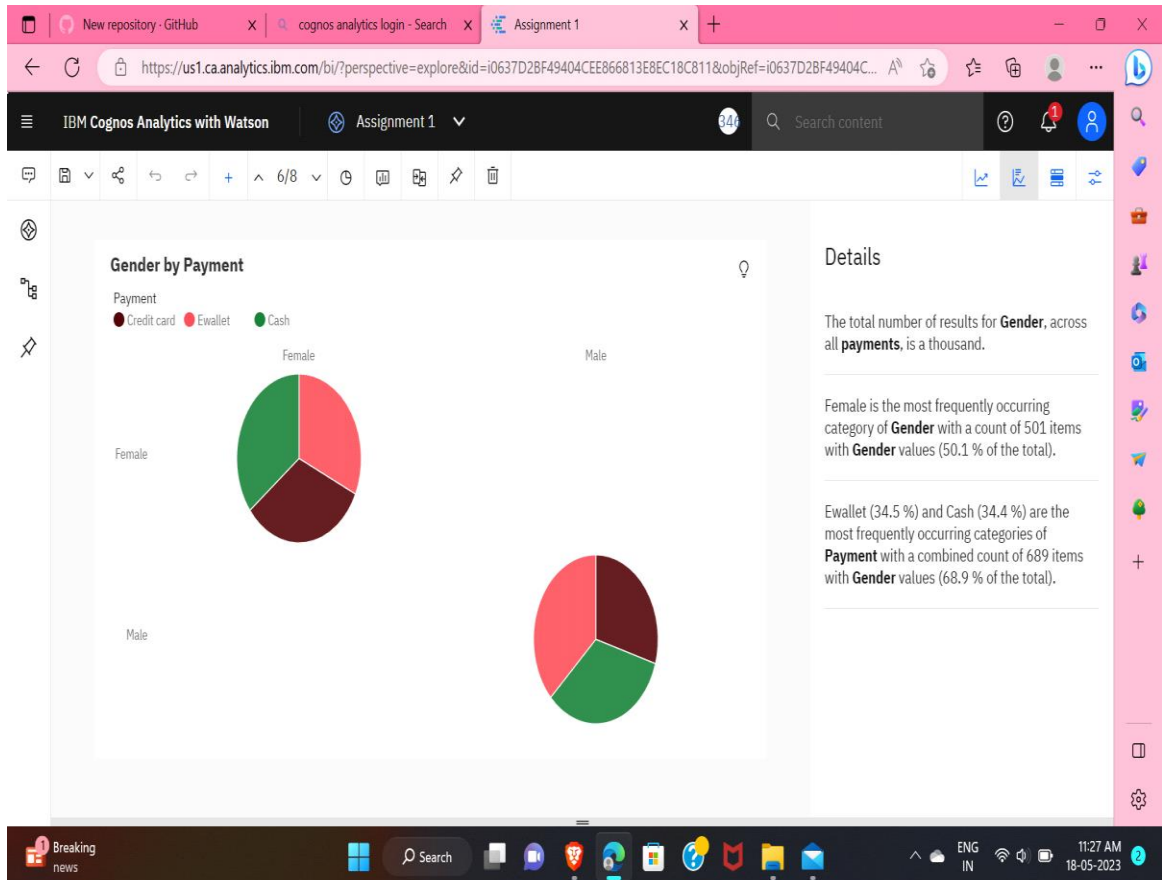 New repository · GitHub
cognos analytics login - Search
Assignment 1
https://us1.ca.analytics.ibm.com/bi/?perspective=explore&id=i0637D2BF49404CEE866813E8EC18C811&objRef=i0637D2BF49404C...
IBM Cognos Analytics with Watson
Assignment 1
346
Search content
1
6/8
Gender by Payment
Payment
Credit card
Ewallet
Cash
Female
Male
Female
Male
Details
The total number of results for Gender, across
all payments, is a thousand.
Female is the most frequently occurring
category of Gender with a count of 501 items
with Gender values (50.1 % of the total).
Ewallet (34.5 %) and Cash (34.4 %) are the
most frequently occurring categories of
Payment with a combined count of 689 items
with Gender values (68.9 % of the total).
1
Breaking
news
Search
ENG
IN
11:27 AM
18-05-2023
2